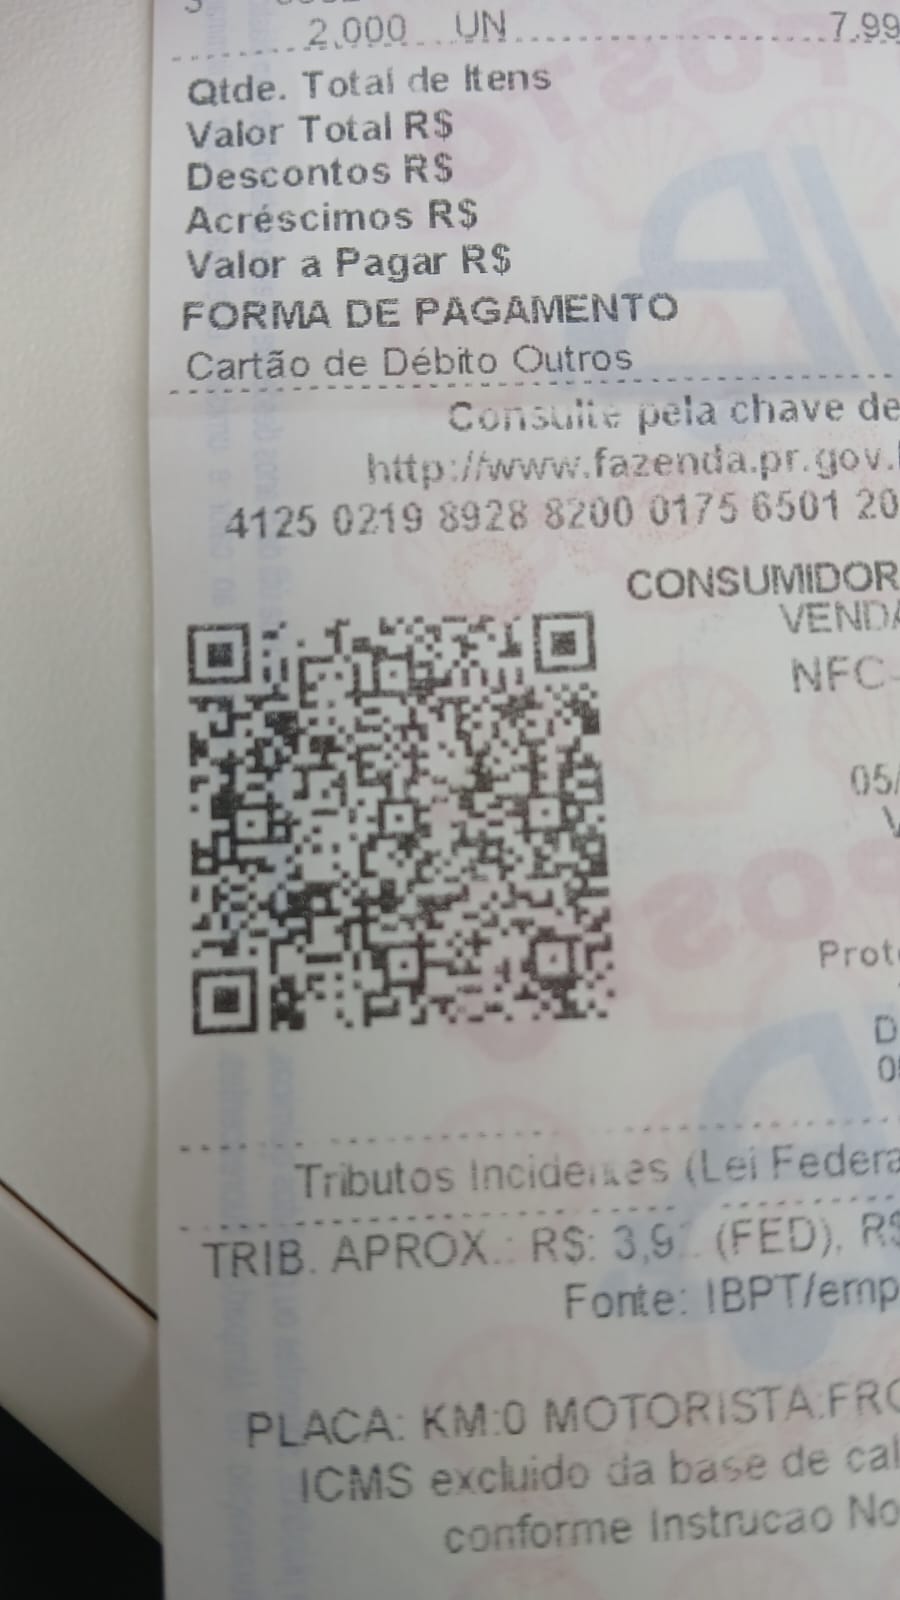 2,000 UN 7,99
Qtde. Total de Itens
Valor Total R$
Descontos R$
Acréscimos R$
Valor a Pagar R$
FORMA DE PAGAMENTO
Cartão de Débito Outros
Consulte pela chave de
http://www.fazenda.pr.gov.
4125 0219 8928 8200 0175 6501 20
CONSUMIDOR
VENDA
NFC-
05/
V
Prot
D
0
Tributos Incidentes (Lei Federa
TRIB. APROX.: R$: 3,9 (FED), R$
Fonte: IBPT/emp
PLACA: KM:0 MOTORISTA:FRO
ICMS excluido da base de cal
conforme Instrucao No